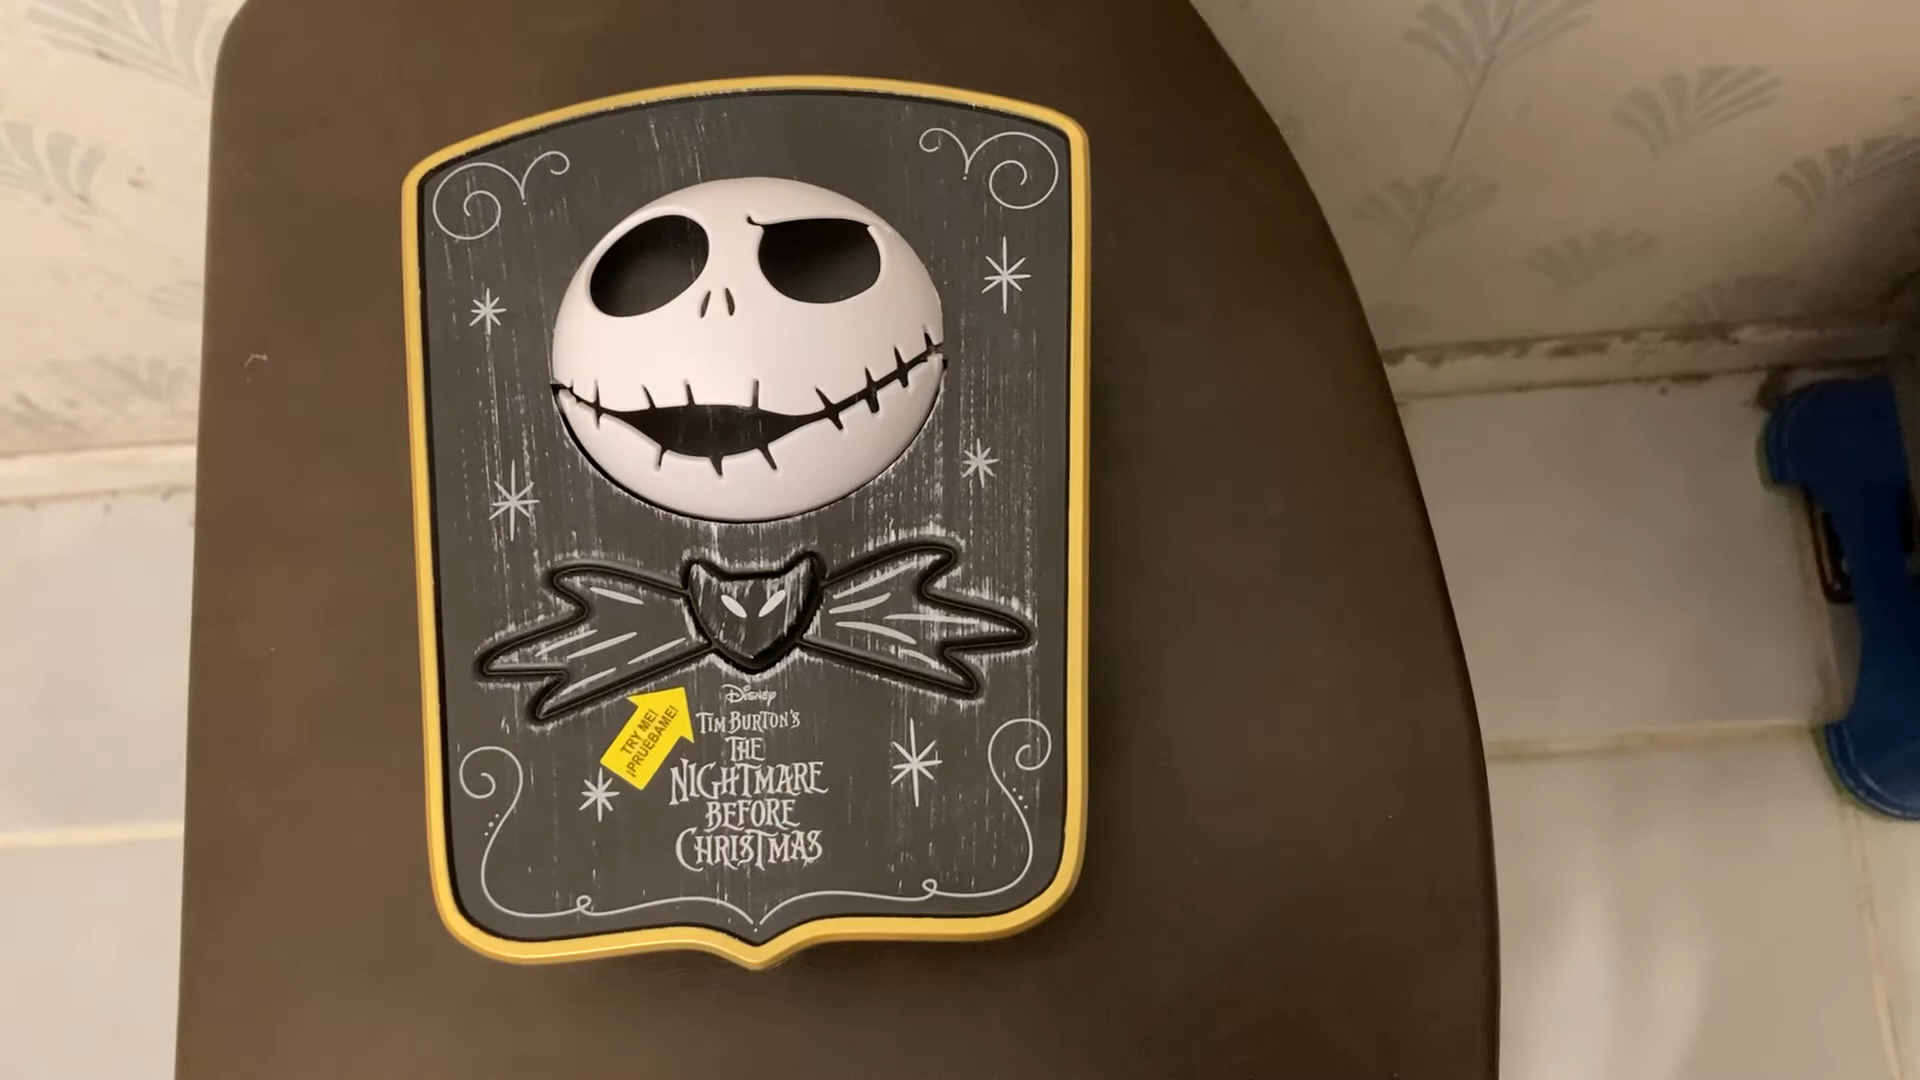 Disney
TIM BURTON'S
THE
NIGHTMARE
BEFORE
CHRISTMAS
TRY ME!
¡PRUÉBAME!